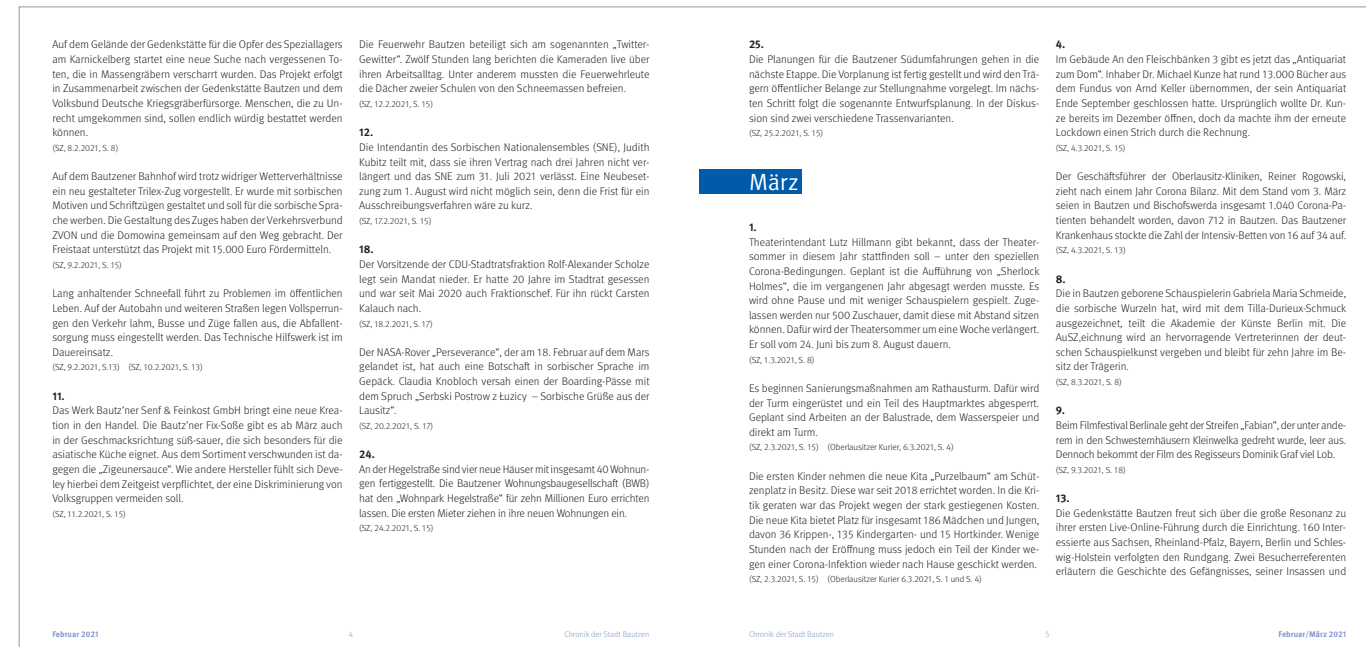 Auf dem Gelände der Gedenkstätte für die Opfer des Speziallagers
am Karnickelberg startet eine neue Suche nach vergessenen To-
ten, die in Massengräbern verscharrt wurden. Das Projekt erfolgt
in Zusammenarbeit zwischen der Gedenkstätte Bautzen und dem
Volksbund Deutsche Kriegsgräberfürsorge. Menschen, die zu Un-
recht umgekommen sind, sollen endlich würdig bestattet werden
können.
(SZ, 8.2.2021, S. 8)
Auf dem Bautzener Bahnhof wird trotz widriger Wetterverhältnisse
ein neu gestalteter Trilex-Zug vorgestellt. Er wurde mit sorbischen
Motiven und Schriftzügen gestaltet und soll für die sorbische Spra-
che werben. Die Gestaltung des Zuges haben der Verkehrsverbund
ZVON und die Domowina gemeinsam auf den Weg gebracht. Der
Freistaat unterstützt das Projekt mit 15.000 Euro Fördermitteln.
(SZ, 9.2.2021, S. 15)
Lang anhaltender Schneefall führt zu Problemen im öffentlichen
Leben. Auf der Autobahn und weiteren Straßen legen Vollsperrun-
gen den Verkehr lahm, Busse und Züge fallen aus, die Abfallent-
sorgung muss eingestellt werden. Das Technische Hilfswerk ist im
Dauereinsatz.
(SZ, 9.2.2021, S.13) (SZ, 10.2.2021, S. 13)
11.
Das Werk Bautz'ner Senf & Feinkost GmbH bringt eine neue Krea-
tion in den Handel. Die Bautz'ner Fix-Soße gibt es ab März auch
in der Geschmacksrichtung süß-sauer, die sich besonders für die
asiatische Küche eignet. Aus dem Sortiment verschwunden ist da-
gegen die „Zigeunersauce“. Wie andere Hersteller fühlt sich Deve-
ley hierbei dem Zeitgeist verpflichtet, der eine Diskriminierung von
Volksgruppen vermeiden soll.
(SZ, 11.2.2021, S. 15)
Die Feuerwehr Bautzen beteiligt sich am sogenannten „Twitter-
Gewitter“. Zwölf Stunden lang berichten die Kameraden live über
ihren Arbeitsalltag. Unter anderem mussten die Feuerwehrleute
die Dächer zweier Schulen von den Schneemassen befreien.
(SZ, 12.2.2021, S. 15)
12.
Die Intendantin des Sorbischen Nationalensembles (SNE), Judith
Kubitz teilt mit, dass sie ihren Vertrag nach drei Jahren nicht ver-
längert und das SNE zum 31. Juli 2021 verlässt. Eine Neubeset-
zung zum 1. August wird nicht möglich sein, denn die Frist für ein
Ausschreibungsverfahren wäre zu kurz.
(SZ, 17.2.2021, S. 15)
18.
Der Vorsitzende der CDU-Stadtratsfraktion Rolf-Alexander Scholze
legt sein Mandat nieder. Er hatte 20 Jahre im Stadtrat gesessen
und war seit Mai 2020 auch Fraktionschef. Für ihn rückt Carsten
Kalauch nach.
(SZ, 18.2.2021, S. 17)
Der NASA-Rover „Perseverance“, der am 18. Februar auf dem Mars
gelandet ist, hat auch eine Botschaft in sorbischer Sprache im
Gepäck. Claudia Knobloch versah einen der Boarding-Pässe mit
dem Spruch „Serbski Postrow z Łuzicy – Sorbische Grüße aus der
Lausitz“.
(SZ, 20.2.2021, S. 17)
24.
An der Hegelstraße sind vier neue Häuser mit insgesamt 40 Wohnun-
gen fertiggestellt. Die Bautzener Wohnungsbaugesellschaft (BWB)
hat den „Wohnpark Hegelstraße“ für zehn Millionen Euro errichten
lassen. Die ersten Mieter ziehen in ihre neuen Wohnungen ein.
(SZ, 24.2.2021, S. 15)
Februar 2021
4
Chronik der Stadt Bautzen
25.
Die Planungen für die Bautzener Südumfahrungen gehen in die
nächste Etappe. Die Vorplanung ist fertig gestellt und wird den Trä-
gern öffentlicher Belange zur Stellungnahme vorgelegt. Im nächs-
ten Schritt folgt die sogenannte Entwurfsplanung. In der Diskus-
sion sind zwei verschiedene Trassenvarianten.
(SZ, 25.2.2021, S. 15)
März
1.
Theaterintendant Lutz Hillmann gibt bekannt, dass der Theater-
sommer in diesem Jahr stattfinden soll – unter den speziellen
Corona-Bedingungen. Geplant ist die Aufführung von „Sherlock
Holmes“, die im vergangenen Jahr abgesagt werden musste. Es
wird ohne Pause und mit weniger Schauspielern gespielt. Zuge-
lassen werden nur 500 Zuschauer, damit diese mit Abstand sitzen
können. Dafür wird der Theatersommer um eine Woche verlängert.
Er soll vom 24. Juni bis zum 8. August dauern.
(SZ, 1.3.2021, S. 8)
Es beginnen Sanierungsmaßnahmen am Rathausturm. Dafür wird
der Turm eingerüstet und ein Teil des Hauptmarktes abgesperrt.
Geplant sind Arbeiten an der Balustrade, dem Wasserspeier und
direkt am Turm.
(SZ, 2.3.2021, S. 15) (Oberlausitzer Kurier, 6.3.2021, S. 4)
Die ersten Kinder nehmen die neue Kita „Purzelbaum“ am Schüt-
zenplatz in Besitz. Diese war seit 2018 errichtet worden. In die Kri-
tik geraten war das Projekt wegen der stark gestiegenen Kosten.
Die neue Kita bietet Platz für insgesamt 186 Mädchen und Jungen,
davon 36 Krippen-, 135 Kindergarten- und 15 Hortkinder. Wenige
Stunden nach der Eröffnung muss jedoch ein Teil der Kinder we-
gen einer Corona-Infektion wieder nach Hause geschickt werden.
(SZ, 2.3.2021, S. 15) (Oberlausitzer Kurier 6.3.2021, S. 1 und S. 4)
4.
Im Gebäude An den Fleischbänken 3 gibt es jetzt das „Antiquariat
zum Dom“. Inhaber Dr. Michael Kunze hat rund 13.000 Bücher aus
dem Fundus von Arnd Keller übernommen, der sein Antiquariat
Ende September geschlossen hatte. Ursprünglich wollte Dr. Kun-
ze bereits im Dezember öffnen, doch da machte ihm der erneute
Lockdown einen Strich durch die Rechnung.
(SZ, 4.3.2021, S. 15)
Der Geschäftsführer der Oberlausitz-Kliniken, Reiner Rogowski,
zieht nach einem Jahr Corona Bilanz. Mit dem Stand vom 3. März
seien in Bautzen und Bischofswerda insgesamt 1.040 Corona-Pa-
tienten behandelt worden, davon 712 in Bautzen. Das Bautzener
Krankenhaus stockte die Zahl der Intensiv-Betten von 16 auf 34 auf.
(SZ, 4.3.2021, S. 13)
8.
Die in Bautzen geborene Schauspielerin Gabriela Maria Schmeide,
die sorbische Wurzeln hat, wird mit dem Tilla-Durieux-Schmuck
ausgezeichnet, teilt die Akademie der Künste Berlin mit. Die
AuSZ,eichnung wird an hervorragende Vertreterinnen der deut-
schen Schauspielkunst vergeben und bleibt für zehn Jahre im Be-
sitz der Trägerin.
(SZ, 8.3.2021, S. 8)
9.
Beim Filmfestival Berlinale geht der Streifen „Fabian“, der unter ande-
rem in den Schwesternhäusern Kleinwelka gedreht wurde, leer aus.
Dennoch bekommt der Film des Regisseurs Dominik Graf viel Lob.
(SZ, 9.3.2021, S. 18)
13.
Die Gedenkstätte Bautzen freut sich über die große Resonanz zu
ihrer ersten Live-Online-Führung durch die Einrichtung. 160 Inter-
essierte aus Sachsen, Rheinland-Pfalz, Bayern, Berlin und Schles-
wig-Holstein verfolgten den Rundgang. Zwei Besucherreferenten
erläutern die Geschichte des Gefängnisses, seiner Insassen und
Chronik der Stadt Bautzen
5
Februar/März 2021